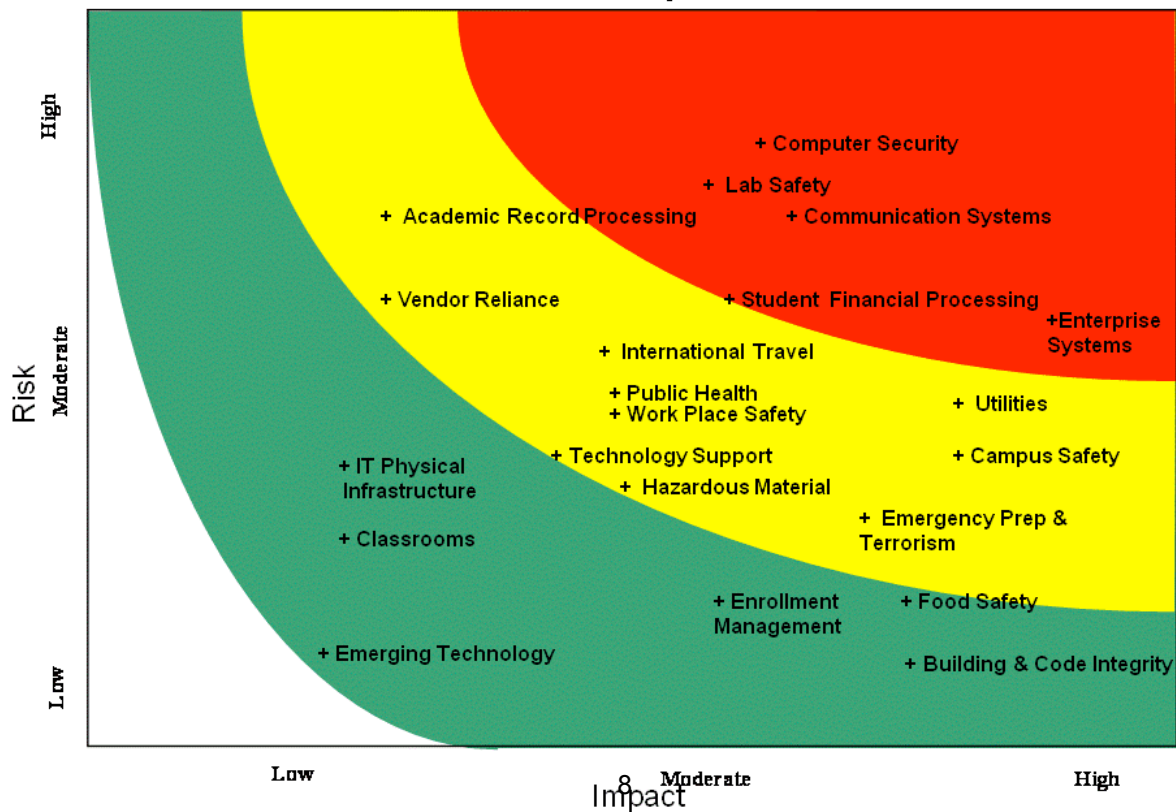 High
+ Computer Security
+ Lab Safety
+ Academic Record Processing
+ Communication Systems
+ Vendor Reliance
+ Student Financial Processing
+Enterprise
Systems
Moderate
Risk
+ International Travel
+ Public Health
+ Work Place Safety
+ Utilities
+ Technology Support
+ Campus Safety
+ IT Physical
Infrastructure
+ Hazardous Material
+ Emergency Prep &
Terrorism
+ Classrooms
+ Enrollment
Management
+ Food Safety
+ Emerging Technology
+ Building & Code Integrity
Low
Low
8
Moderate
High
Impact